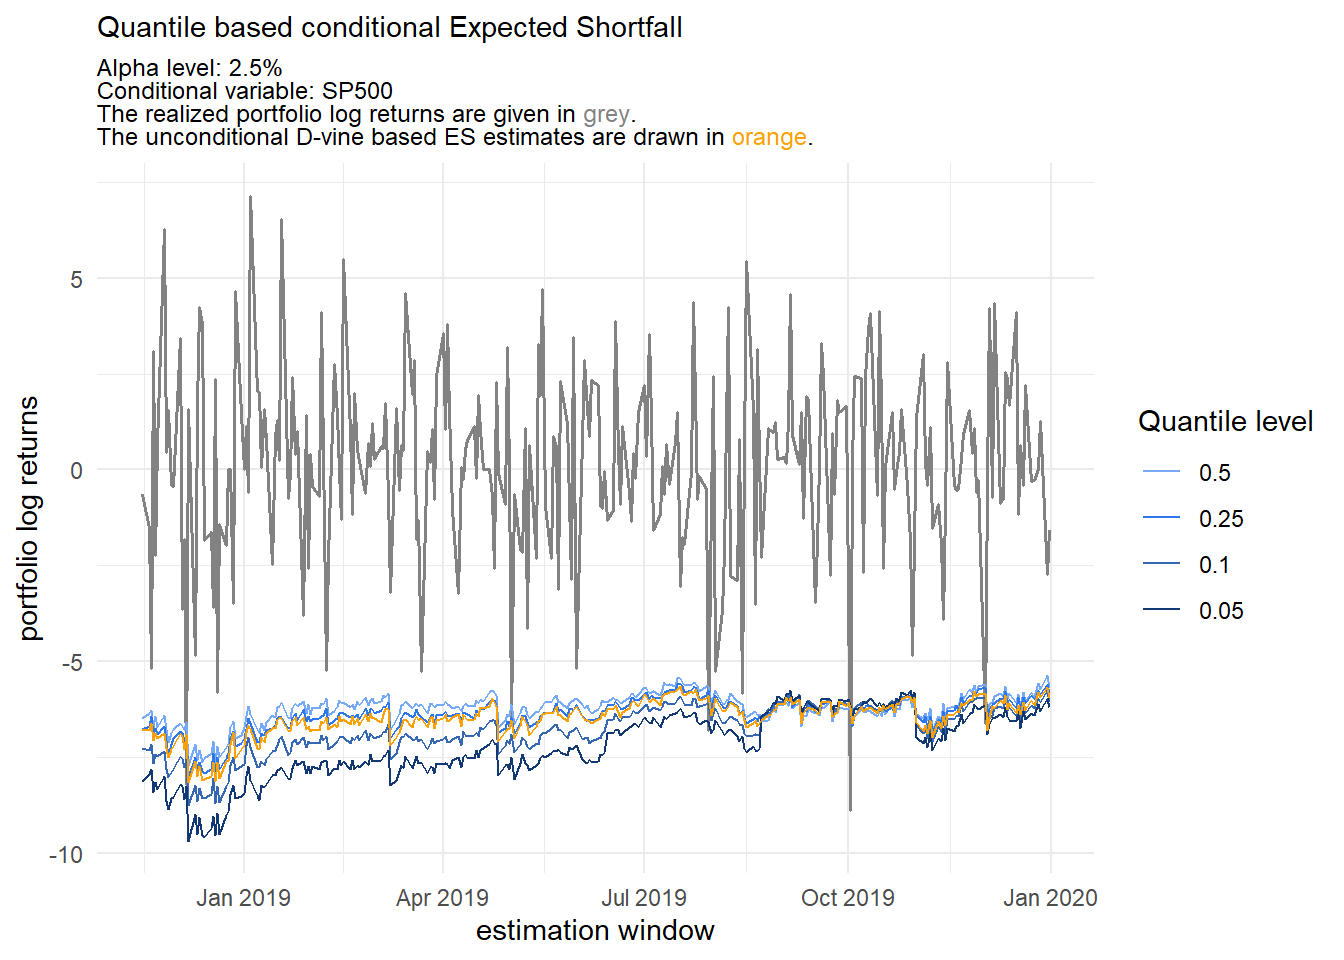 Quantile based conditional Expected Shortfall
Alpha level: 2.5%
Conditional variable: SP500
The realized portfolio log returns are given in grey.
The unconditional D-vine based ES estimates are drawn in orange.
portfolio log returns
5
0
-5
-10
Jan 2019
Apr 2019
Jul 2019
Oct 2019
Jan 2020
estimation window
Quantile level
0.5
0.25
0.1
0.05